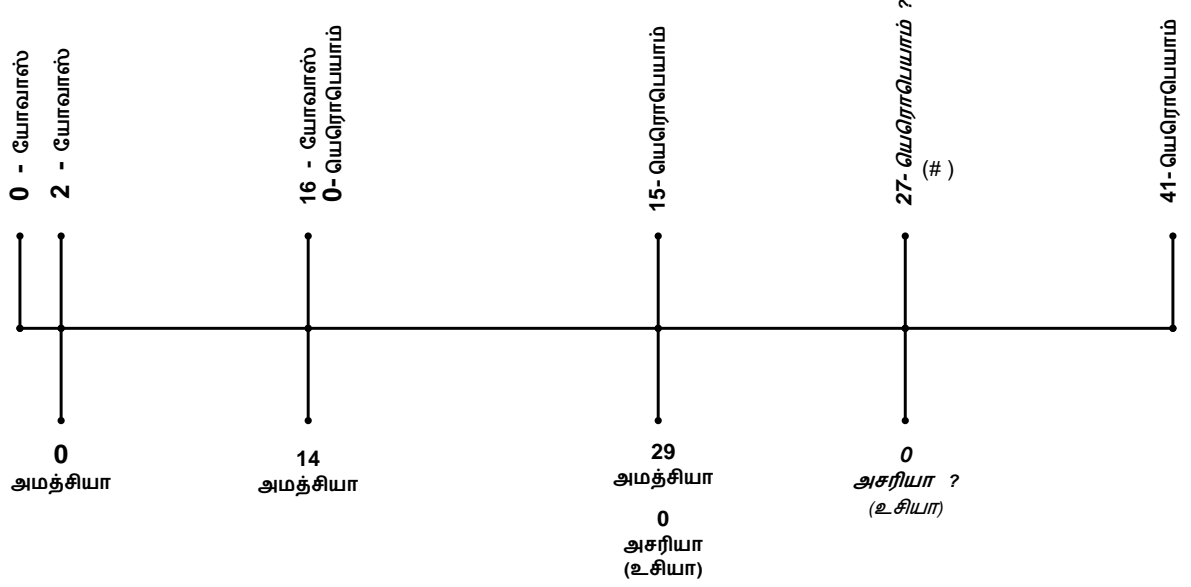 0 - யோவாஸ்
2 - யோவாஸ்
16 - யோவாஸ்
0-யெரொபெயாம்
15-யெரொபெயாம்
27-யெரொபெயாம் ?
(# )
41-யெரொபெயாம்
0
அமத்சியா
14
அமத்சியா
29
அமத்சியா
0
அசரியா
(உசியா)
0
அசரியா ?
(உசியா)